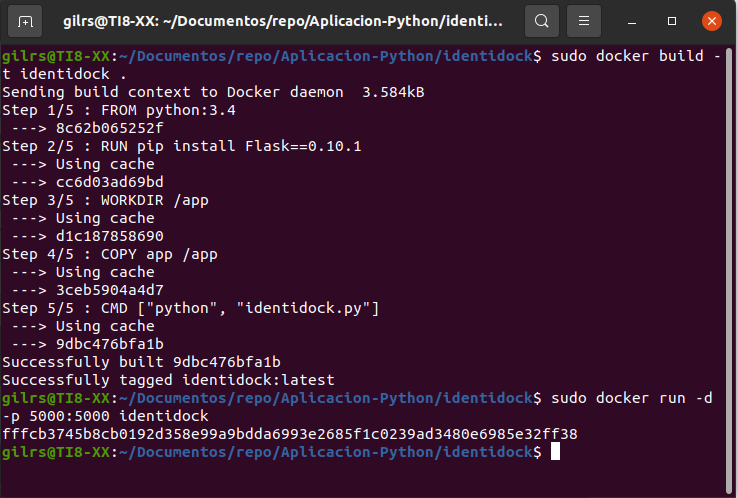 gilrs@TI8-XX: ~/Documentos/repo/Aplicacion-Python/identi...
gilrs@TI8-XX:~/Documentos/repo/Aplicacion-Python/identidock$ sudo docker build -
t identidock .
Sending build context to Docker daemon  3.584kB
Step 1/5 : FROM python:3.4
 ---> 8c62b065252f
Step 2/5 : RUN pip install Flask==0.10.1
 ---> Using cache
 ---> cc6d03ad69bd
Step 3/5 : WORKDIR /app
 ---> Using cache
 ---> d1c187858690
Step 4/5 : COPY app /app
 ---> Using cache
 ---> 3ceb5904a4d7
Step 5/5 : CMD ["python", "identidock.py"]
 ---> Using cache
 ---> 9dbc476bfa1b
Successfully built 9dbc476bfa1b
Successfully tagged identidock:latest
gilrs@TI8-XX:~/Documentos/repo/Aplicacion-Python/identidock$ sudo docker run -d
-p 5000:5000 identidock
fffcb3745b8cb0192d358e99a9bdda6993e2685f1c0239ad3480e6985e32ff38
gilrs@TI8-XX:~/Documentos/repo/Aplicacion-Python/identidock$